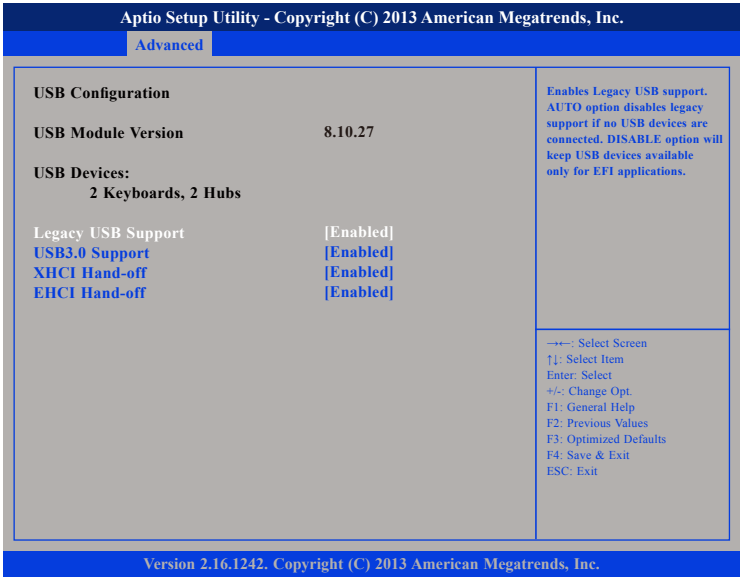 Aptio Setup Utility - Copyright (C) 2013 American Megatrends, Inc.
Advanced
USB Configuration
USB Module Version 8.10.27
USB Devices:
2 Keyboards, 2 Hubs
Legacy USB Support [Enabled]
USB3.0 Support [Enabled]
XHCI Hand-off [Enabled]
EHCI Hand-off [Enabled]
Enables Legacy USB support.
AUTO option disables legacy
support if no USB devices are
connected. DISABLE option will
keep USB devices available
only for EFI applications.
→←: Select Screen
↑↓: Select Item
Enter: Select
+/-: Change Opt.
F1: General Help
F2: Previous Values
F3: Optimized Defaults
F4: Save & Exit
ESC: Exit
Version 2.16.1242. Copyright (C) 2013 American Megatrends, Inc.